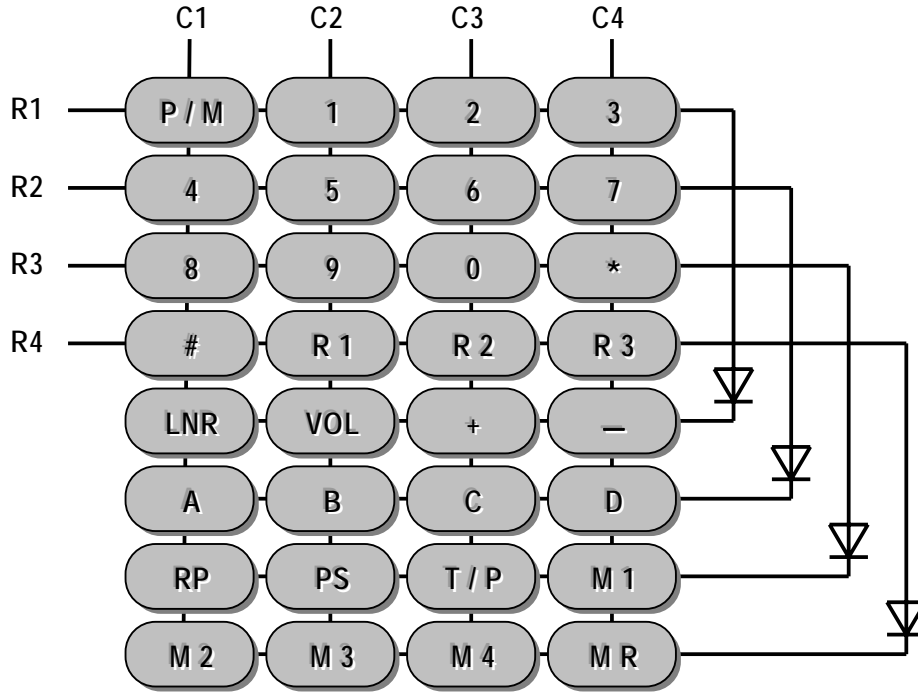 C1 C2 C3 C4
R1 P / M 1 2 3
R2 4 5 6 7
R3 8 9 0 *
R4 # R 1 R 2 R 3
LNR VOL + —
A B C D
RP PS T / P M 1
M 2 M 3 M 4 M R